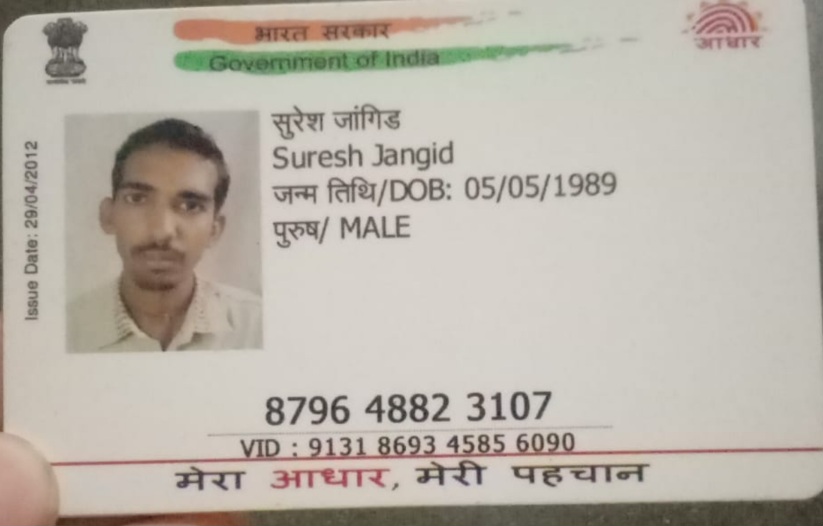 भारत सरकार
Government of India
आधार
Issue Date: 29/04/2012
सुरेश जांगिड
Suresh Jangid
जन्म तिथि/DOB: 05/05/1989
पुरुष/ MALE
8796 4882 3107
VID : 9131 8693 4585 6090
मेरा आधार, मेरी पहचान